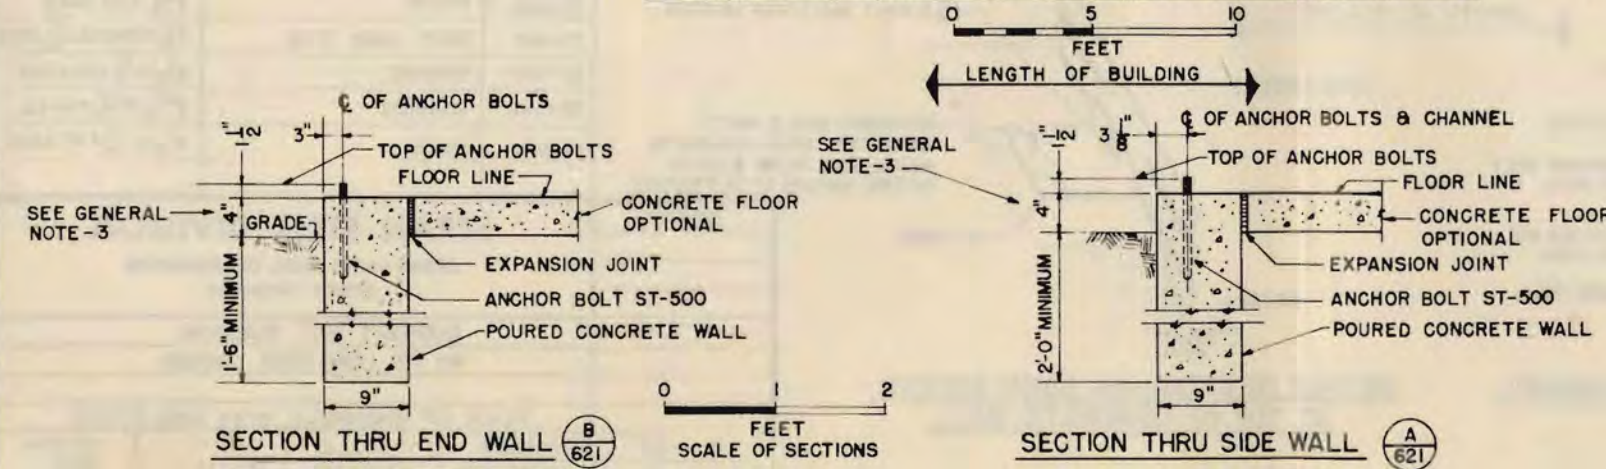 0 5 10
FEET
LENGTH OF BUILDING
℄ OF ANCHOR BOLTS
1 1/2"
3"
TOP OF ANCHOR BOLTS
FLOOR LINE
SEE GENERAL
NOTE-3
4"
GRADE
CONCRETE FLOOR
OPTIONAL
EXPANSION JOINT
ANCHOR BOLT ST-500
1'-6" MINIMUM
POURED CONCRETE WALL
9"
SECTION THRU END WALL B
621
0 1 2
FEET
SCALE OF SECTIONS
℄ OF ANCHOR BOLTS & CHANNEL
1 1/2"
3 1/8"
SEE GENERAL
NOTE-3
TOP OF ANCHOR BOLTS
FLOOR LINE
4"
CONCRETE FLOOR
OPTIONAL
EXPANSION JOINT
ANCHOR BOLT ST-500
2'-0" MINIMUM
POURED CONCRETE WALL
9"
SECTION THRU SIDE WALL A
621